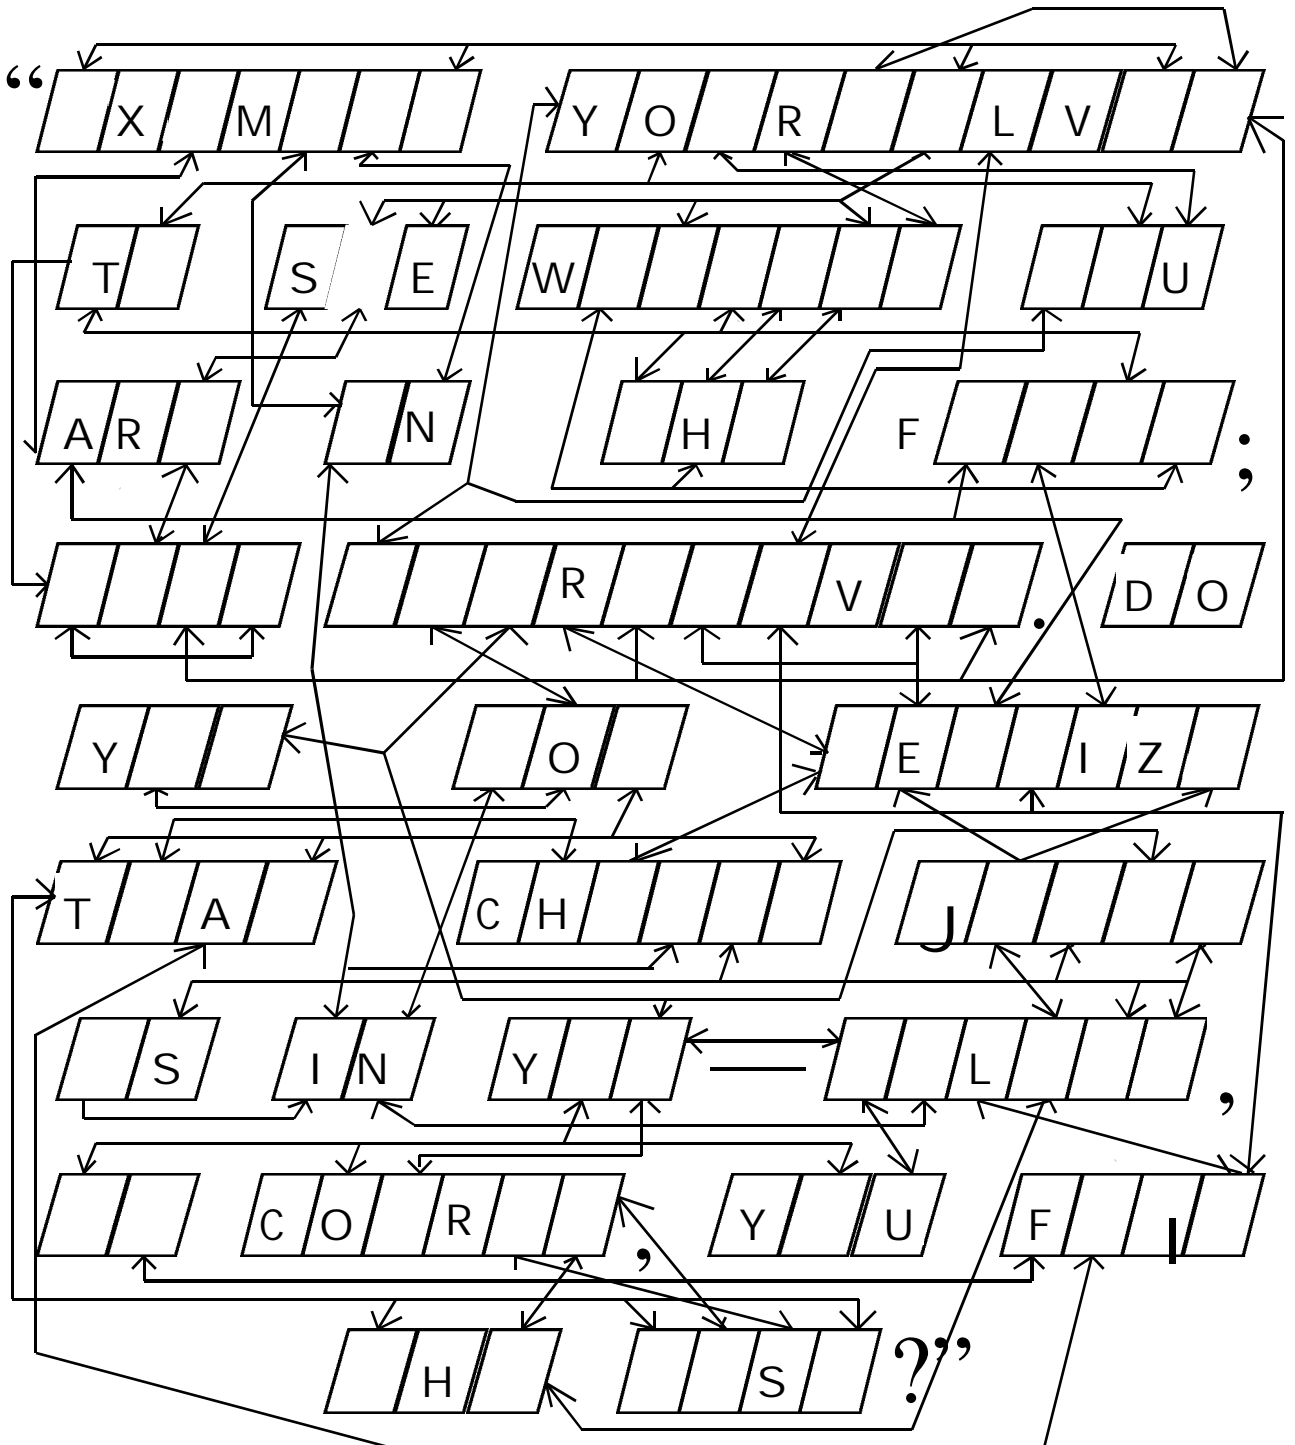 “ X M Y O R L V
T S E W U
A R N H F ;
R V . D O
Y O E I Z
T A C H J
S I N Y — L ,
C O R , Y U F I
H S ?”